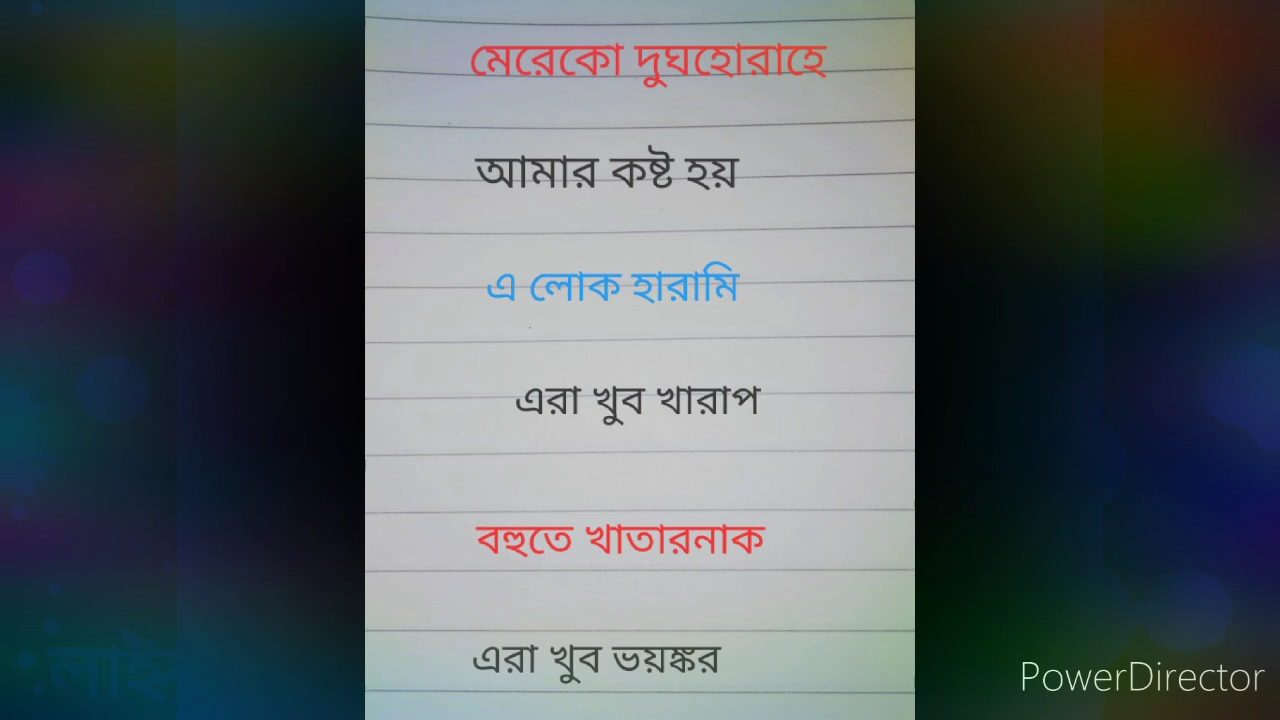 মেরেকো দুঘহোরাহে
আমার কষ্ট হয়
এ লোক হারামি
এরা খুব খারাপ
বহুতে খাতারনাক
এরা খুব ভয়ঙ্কর
PowerDirector